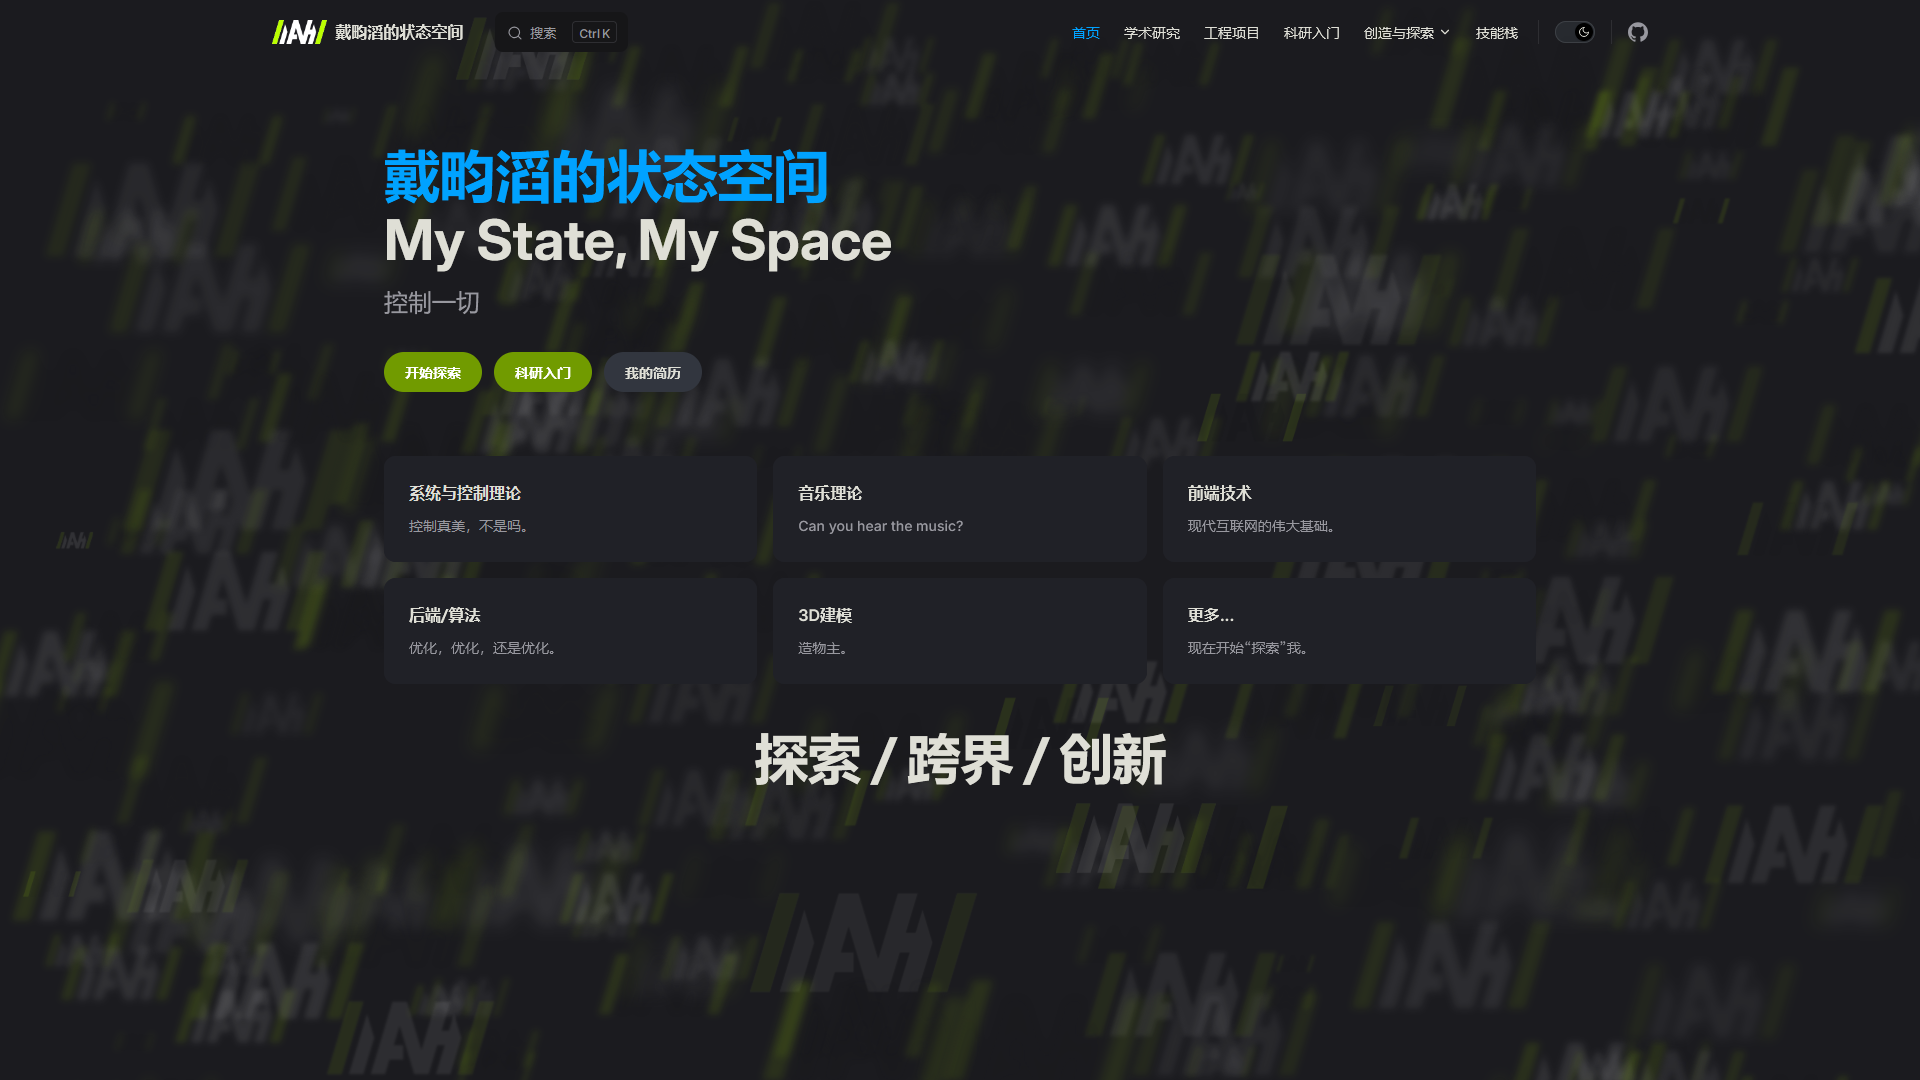 戴畇滔的状态空间
搜索 Ctrl K
首页 学术研究 工程项目 科研入门 创造与探索 技能栈
戴畇滔的状态空间
My State, My Space
控制一切
开始探索 科研入门 我的简历
系统与控制理论
控制真美，不是吗。
音乐理论
Can you hear the music?
前端技术
现代互联网的伟大基础。
后端/算法
优化，优化，还是优化。
3D建模
造物主。
更多...
现在开始“探索”我。
探索 / 跨界 / 创新